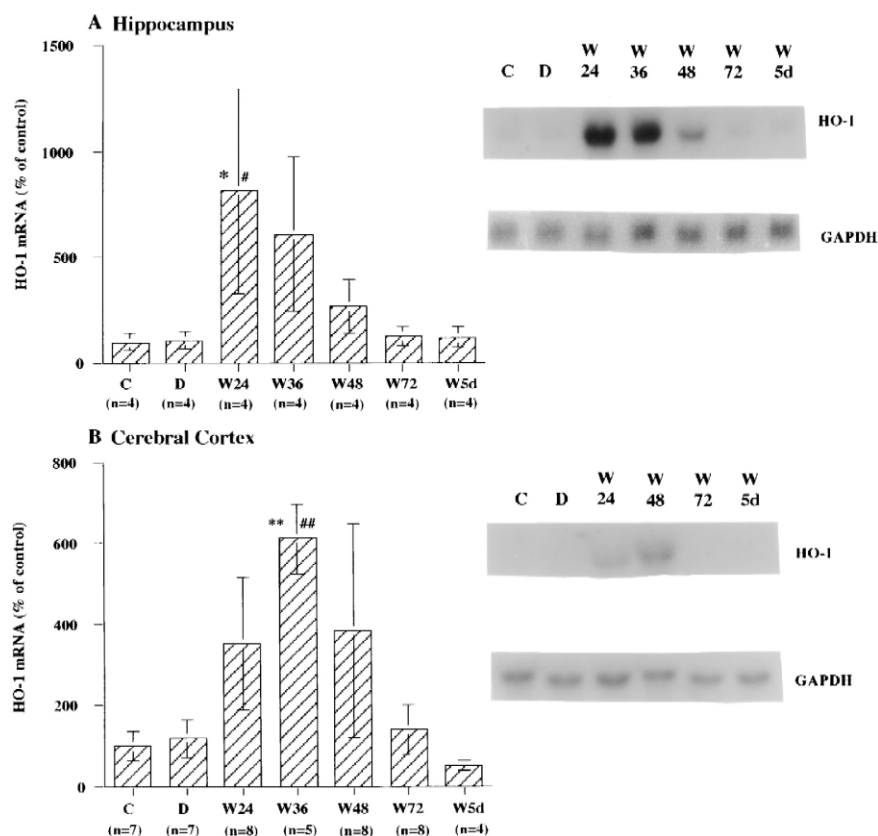 A Hippocampus
HO-1 mRNA (% of control)
1500
1000
500
0
* #
C D W24 W36 W48 W72 W5d
(n=4) (n=4) (n=4) (n=4) (n=4) (n=4) (n=4)
W W W W W
C D 24 36 48 72 5d
HO-1
GAPDH
B Cerebral Cortex
HO-1 mRNA (% of control)
800
600
400
200
0
** ##
C D W24 W36 W48 W72 W5d
(n=7) (n=7) (n=8) (n=5) (n=8) (n=8) (n=4)
W W W W
C D 24 48 72 5d
HO-1
GAPDH